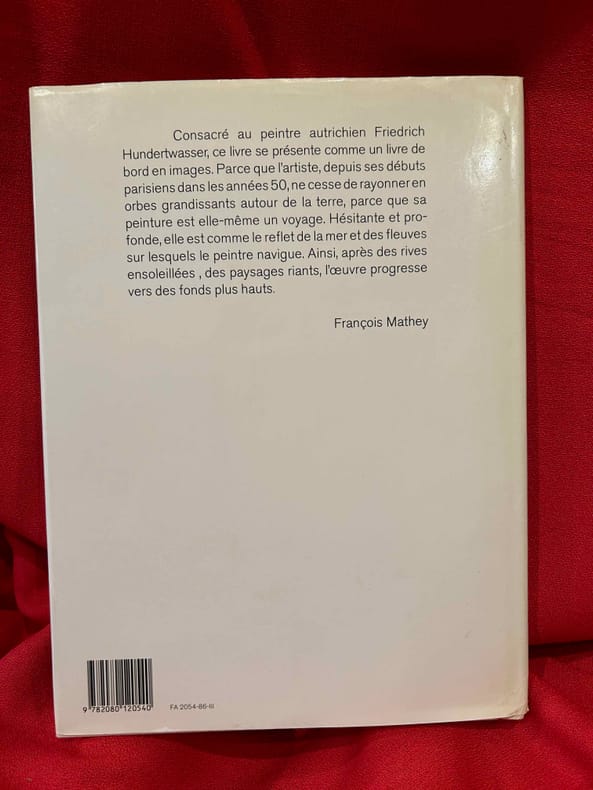 Consacré au peintre autrichien Friedrich
Hundertwasser, ce livre se présente comme un livre de
bord en images. Parce que l'artiste, depuis ses débuts
parisiens dans les années 50, ne cesse de rayonner en
orbes grandissants autour de la terre, parce que sa
peinture est elle-même un voyage. Hésitante et pro-
fonde, elle est comme le reflet de la mer et des fleuves
sur lesquels le peintre navigue. Ainsi, après des rives
ensoleillées , des paysages riants, l'œuvre progresse
vers des fonds plus hauts.
François Mathey
9 782080 120540
FA 2054-86-III